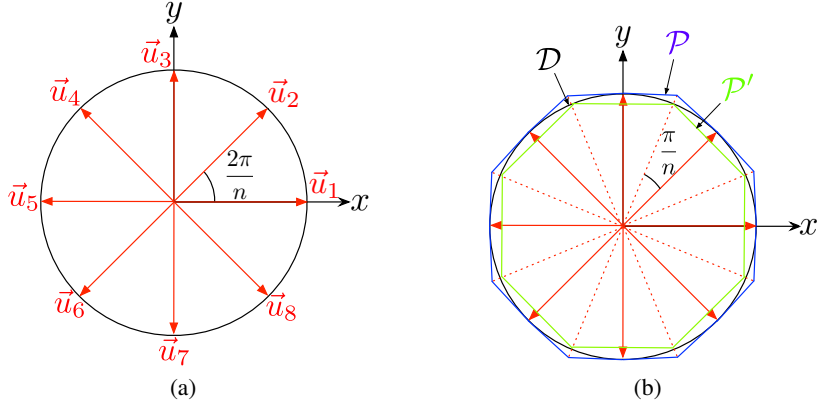 y
u⃗₃
u⃗₄
u⃗₂
2π
n
u⃗₁
u⃗₅
x
u⃗₆
u⃗₈
u⃗₇
(a)
y
𝒫
𝒟
𝒫′
π
n
x
(b)